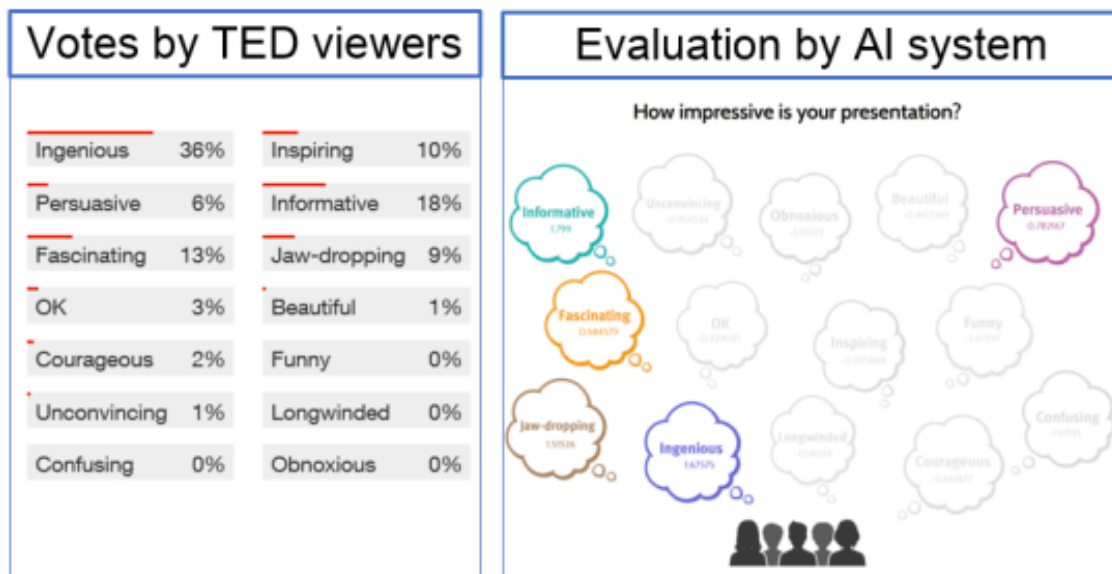 Votes by TED viewers
Ingenious 36%
Inspiring 10%
Persuasive 6%
Informative 18%
Fascinating 13%
Jaw-dropping 9%
OK 3%
Beautiful 1%
Courageous 2%
Funny 0%
Unconvincing 1%
Longwinded 0%
Confusing 0%
Obnoxious 0%
Evaluation by AI system
How impressive is your presentation?
Informative
1.799
Unconvincing
Obnoxious
Beautiful
Persuasive
0.782167
Fascinating
0.584579
OK
Inspiring
Funny
Jaw-dropping
1.51526
Ingenious
1.67575
Longwinded
Courageous
Confusing